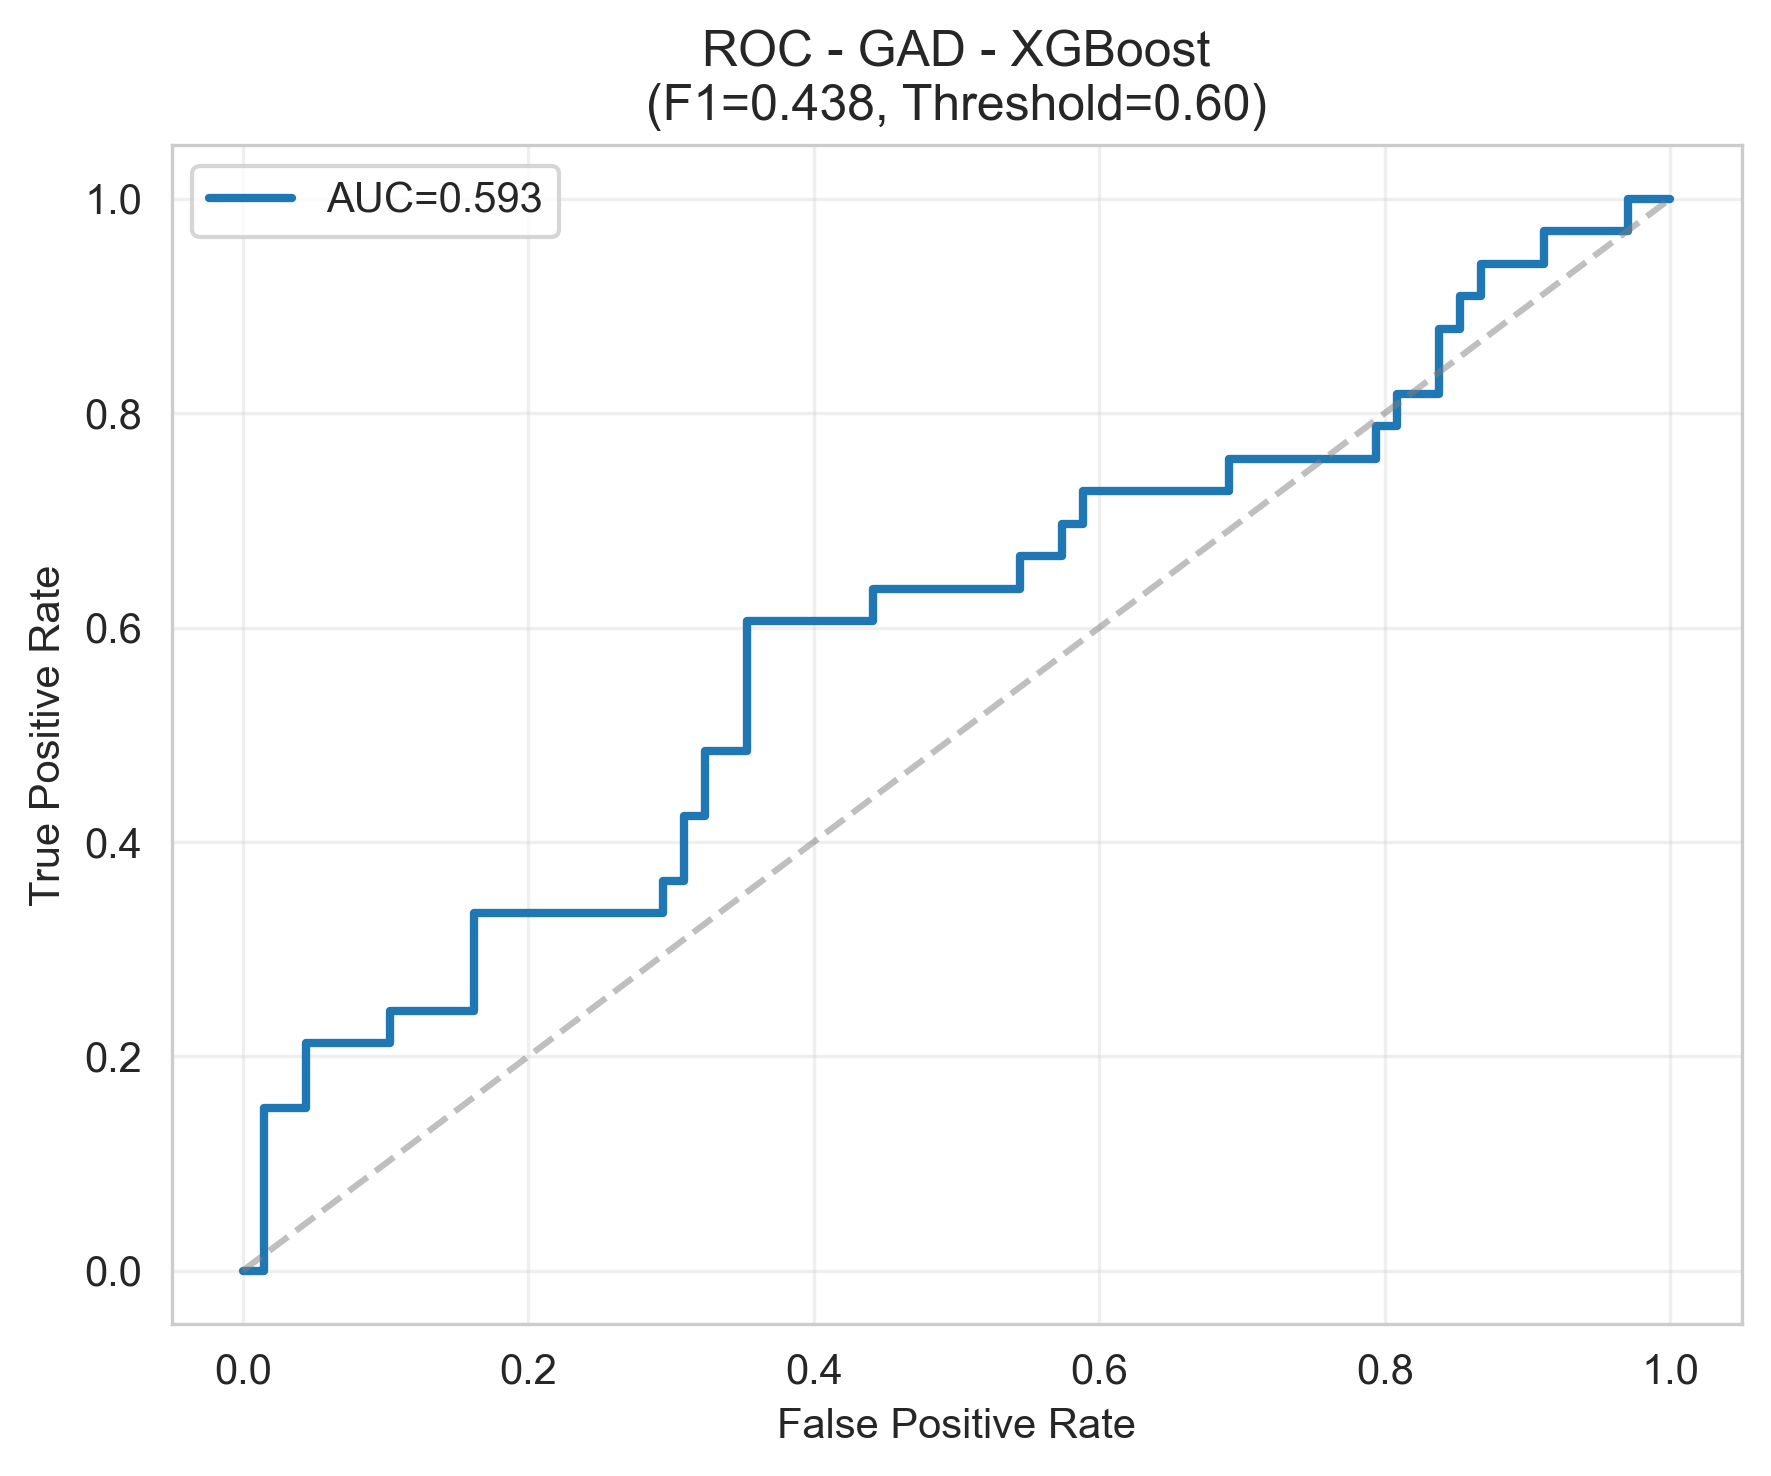 ROC - GAD - XGBoost
(F1=0.438, Threshold=0.60)
AUC=0.593
1.0
0.8
0.6
0.4
0.2
0.0
True Positive Rate
0.0 0.2 0.4 0.6 0.8 1.0
False Positive Rate